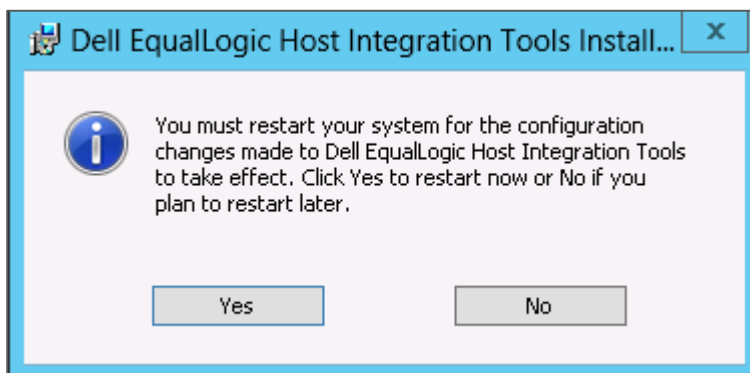 Dell EqualLogic Host Integration Tools Install...
x
You must restart your system for the configuration
changes made to Dell EqualLogic Host Integration Tools
to take effect. Click Yes to restart now or No if you
plan to restart later.
Yes
No